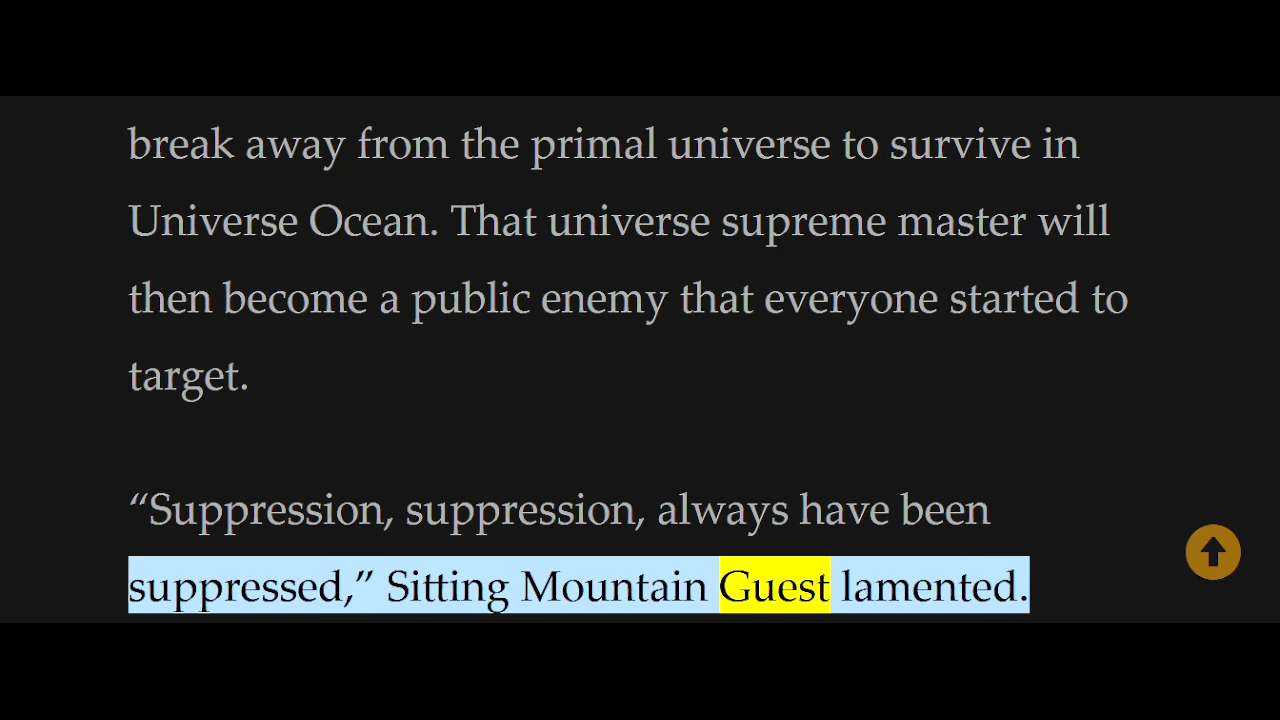 break away from the primal universe to survive in
Universe Ocean. That universe supreme master will
then become a public enemy that everyone started to
target.
“Suppression, suppression, always have been
suppressed,” Sitting Mountain Guest lamented.